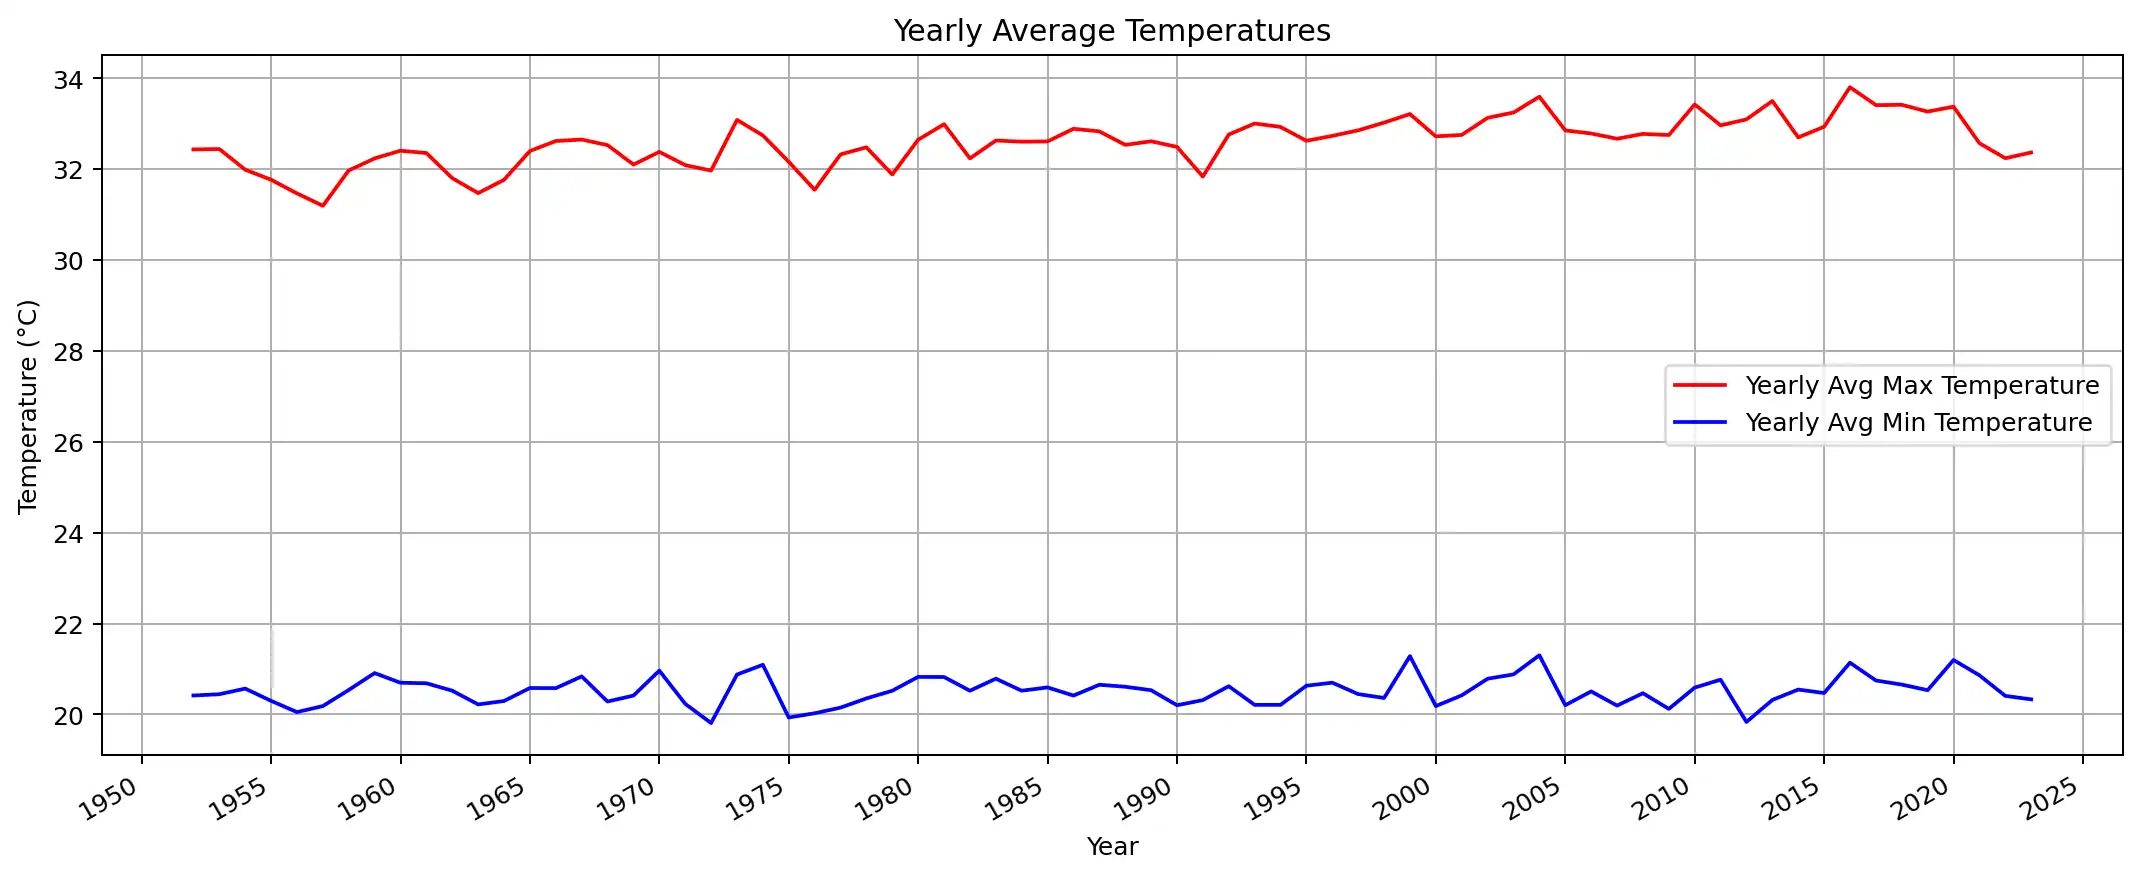 Yearly Average Temperatures
34
32
30
28
26
24
22
20
Temperature (°C)
Yearly Avg Max Temperature
Yearly Avg Min Temperature
1950 1955 1960 1965 1970 1975 1980 1985 1990 1995 2000 2005 2010 2015 2020 2025
Year